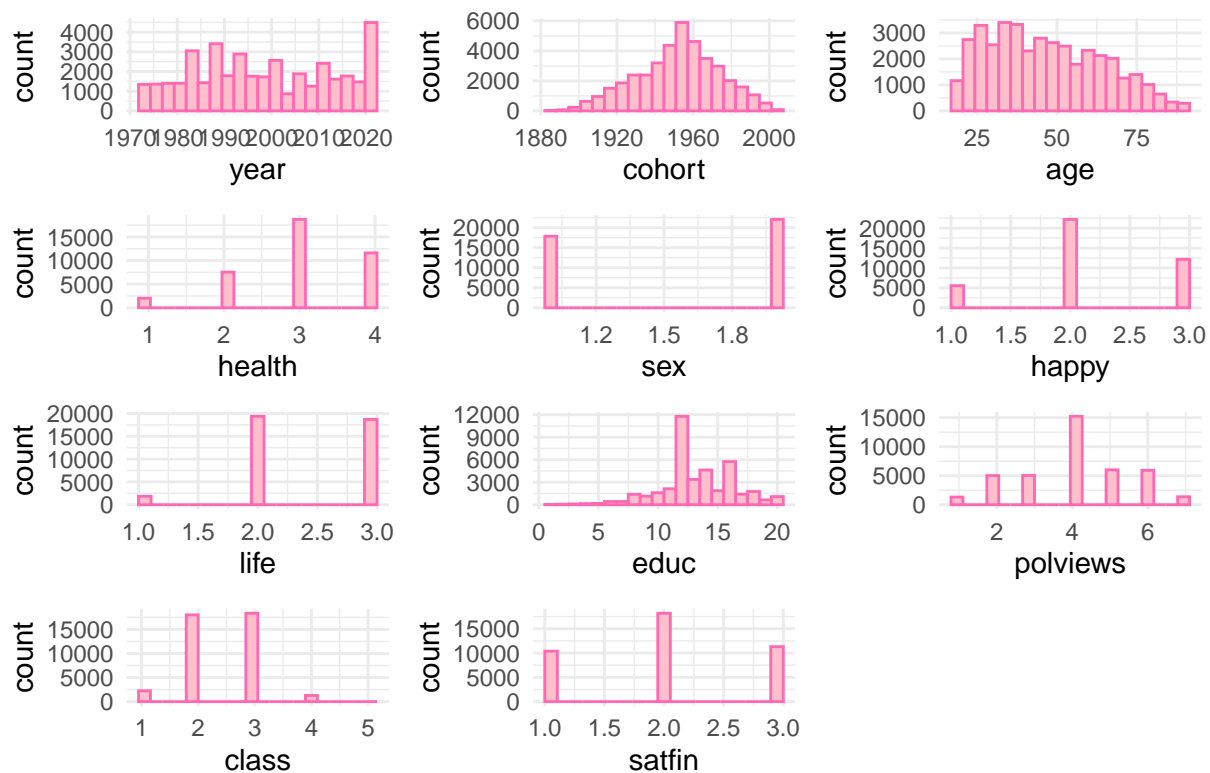 count
4000
3000
2000
1000
0
1970 1980 1990 2000 2010 2020
year
count
6000
4000
2000
0
1880 1920 1960 2000
cohort
count
3000
2000
1000
0
25 50 75
age
count
15000
10000
5000
0
1 2 3 4
health
count
20000
15000
10000
5000
0
1.2 1.5 1.8
sex
count
20000
15000
10000
5000
0
1.0 1.5 2.0 2.5 3.0
happy
count
20000
15000
10000
5000
0
1.0 1.5 2.0 2.5 3.0
life
count
12000
9000
6000
3000
0
0 5 10 15 20
educ
count
15000
10000
5000
0
2 4 6
polviews
count
15000
10000
5000
0
1 2 3 4 5
class
count
15000
10000
5000
0
1.0 1.5 2.0 2.5 3.0
satfin